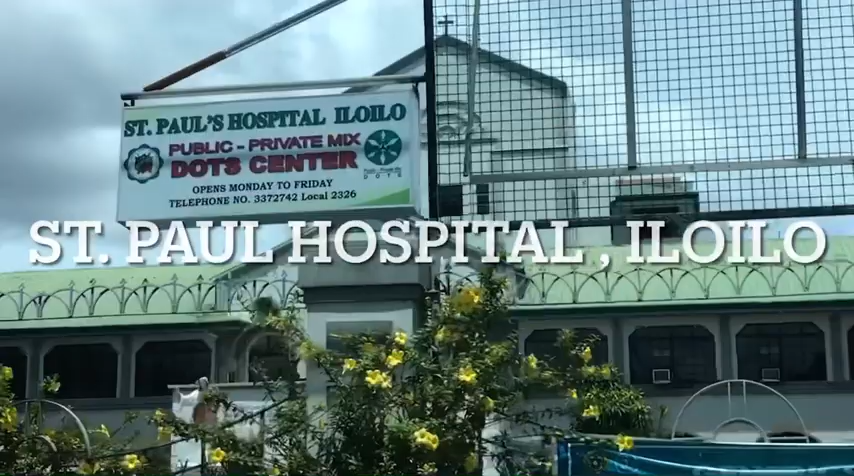 ST. PAUL'S HOSPITAL ILOILO
PUBLIC - PRIVATE MIX
DOTS CENTER
OPENS MONDAY TO FRIDAY
TELEPHONE NO. 3372742 Local 2326
DOTS
ST. PAUL HOSPITAL , ILOILO